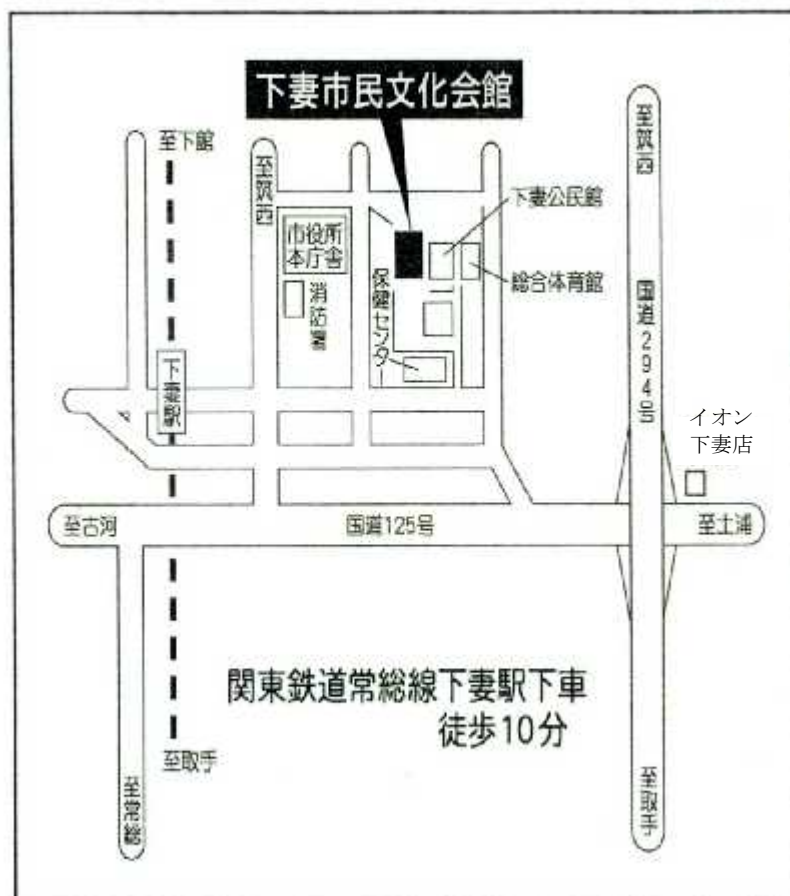 下妻市民文化会館
至下館
至筑西
至筑西
市役所
本庁舎
消防署
保健センター
下妻公民館
総合体育館
国道294号
下妻駅
イオン
下妻店
至古河
国道125号
至土浦
関東鉄道常総線下妻駅下車
徒歩10分
至取手
至常総
至取手